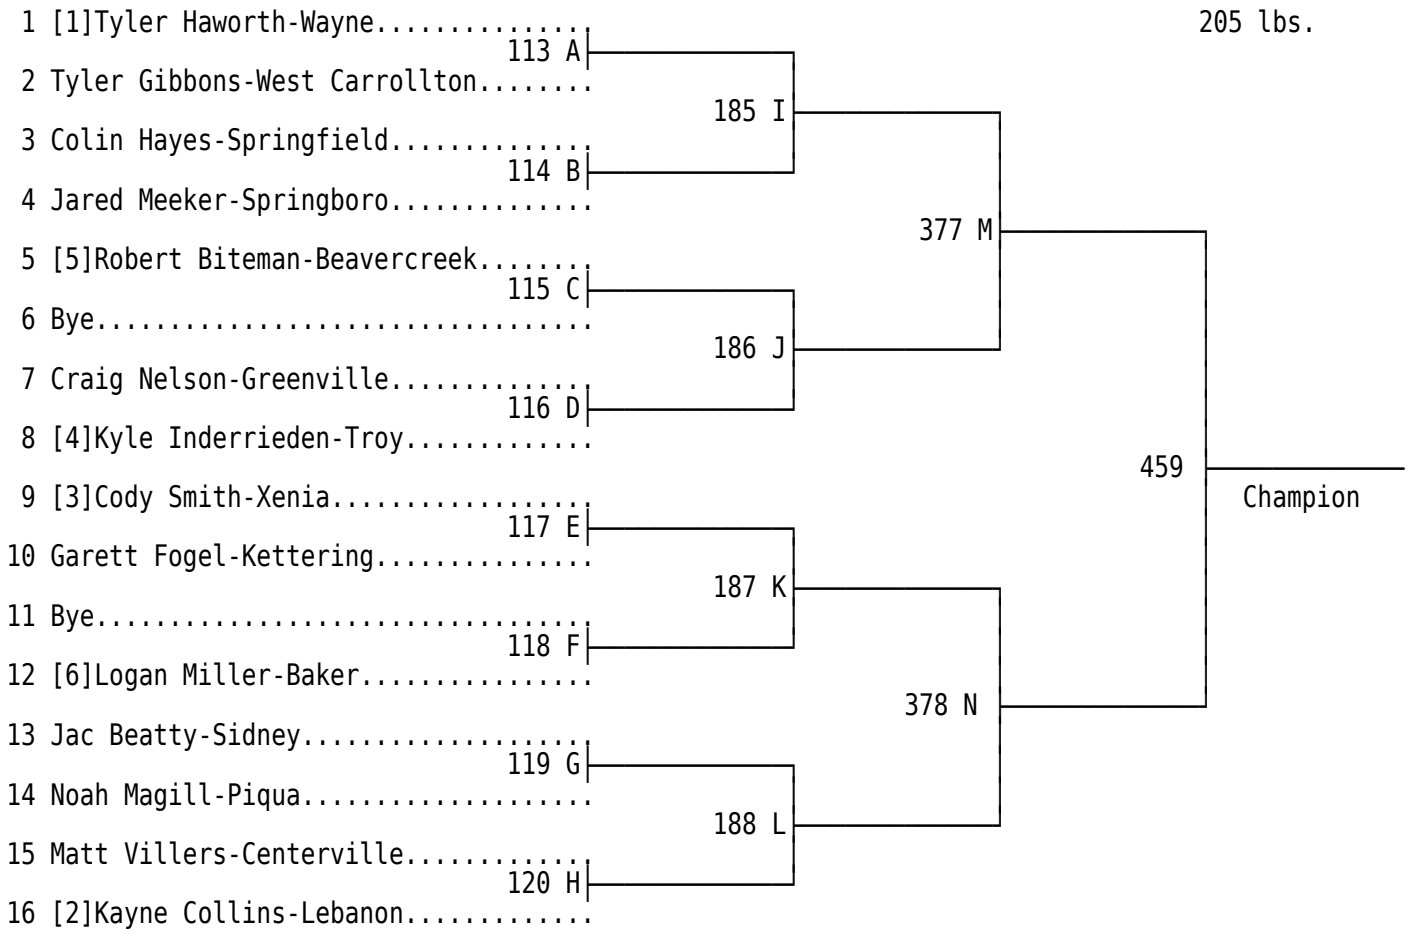 1 [1]Tyler Haworth-Wayne............... 205 lbs.
113 A
2 Tyler Gibbons-West Carrollton........
185 I
3 Colin Hayes-Springfield..............
114 B
4 Jared Meeker-Springboro..............
377 M
5 [5]Robert Biteman-Beavercreek........
115 C
6 Bye..................................
186 J
7 Craig Nelson-Greenville..............
116 D
8 [4]Kyle Inderrieden-Troy.............
459
9 [3]Cody Smith-Xenia..................
Champion
117 E
10 Garett Fogel-Kettering...............
187 K
11 Bye..................................
118 F
12 [6]Logan Miller-Baker................
378 N
13 Jac Beatty-Sidney....................
119 G
14 Noah Magill-Piqua....................
188 L
15 Matt Villers-Centerville.............
120 H
16 [2]Kayne Collins-Lebanon.............